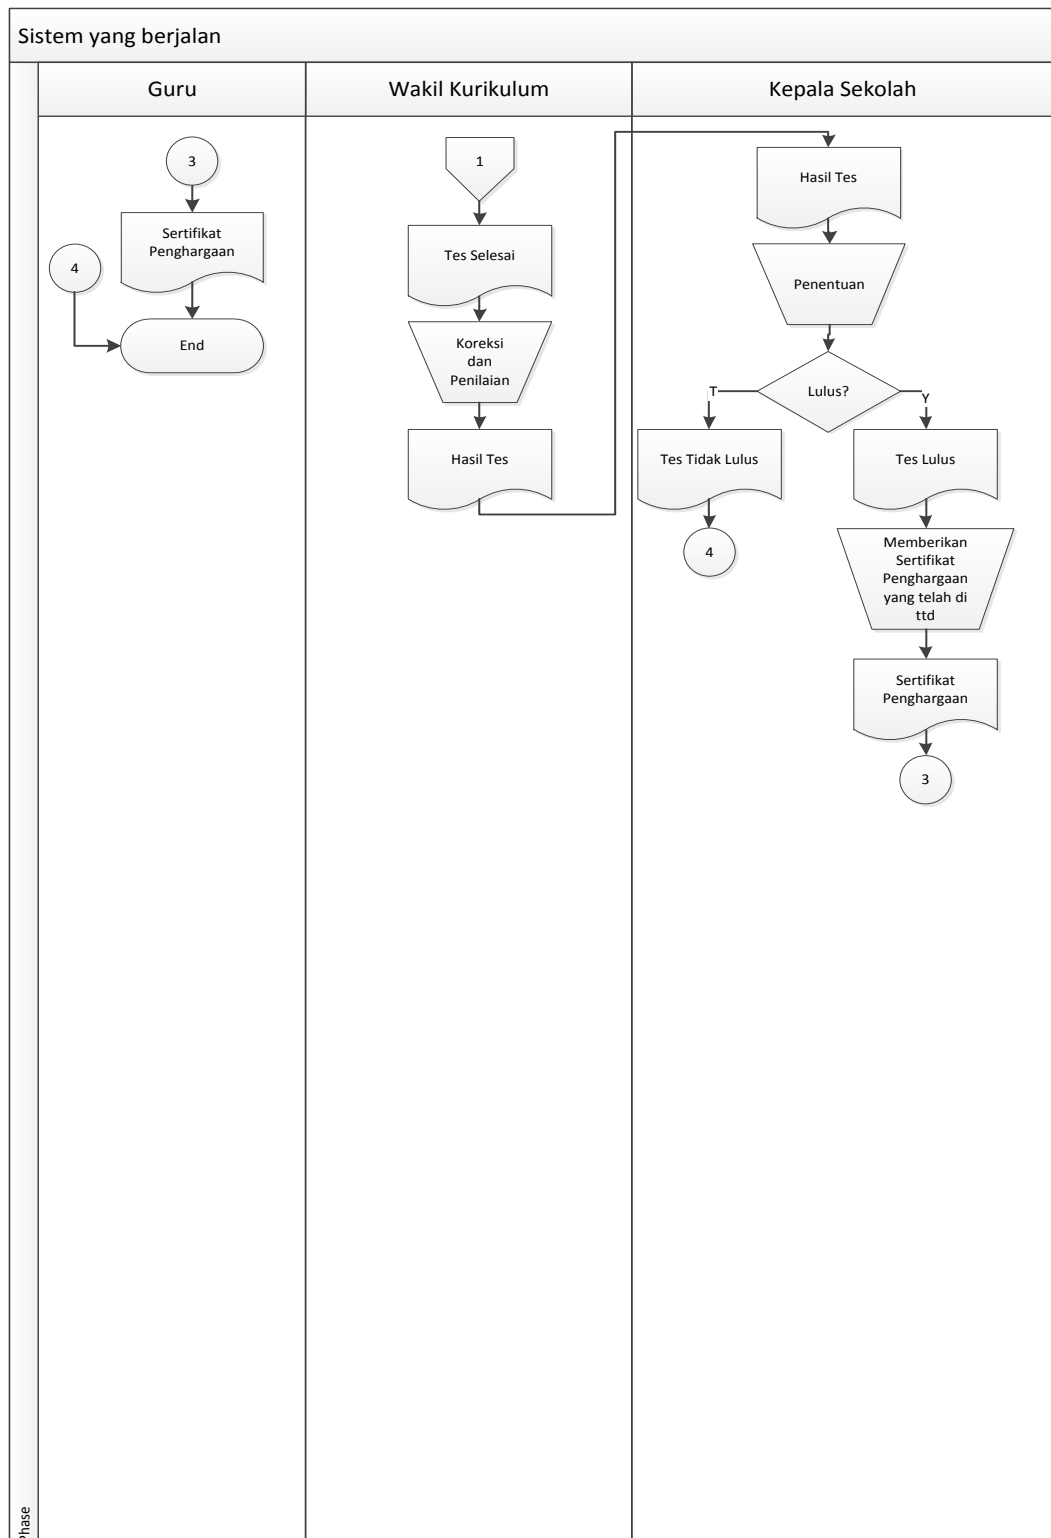 Sistem yang berjalan
Guru
Wakil Kurikulum
Kepala Sekolah
3
Sertifikat
Penghargaan
4
End
1
Tes Selesai
Koreksi
dan
Penilaian
Hasil Tes
Hasil Tes
Penentuan
Lulus?
T
Y
Tes Tidak Lulus
4
Tes Lulus
Memberikan
Sertifikat
Penghargaan
yang telah di
ttd
Sertifikat
Penghargaan
3
Phase